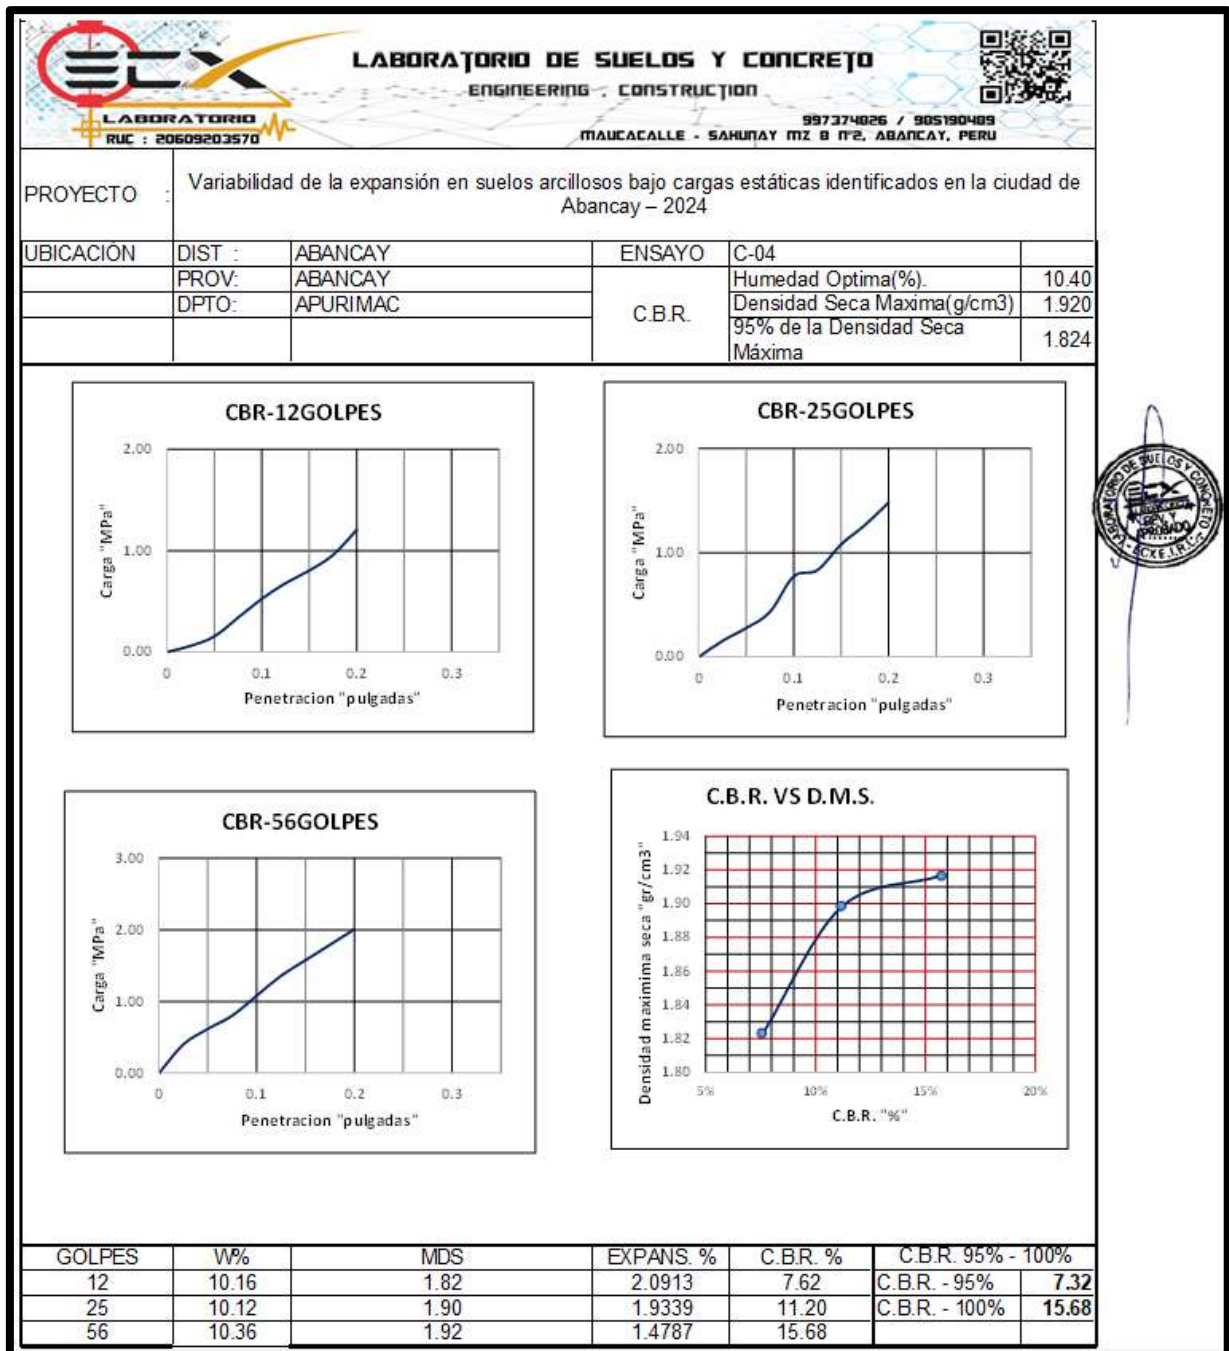 ECX
LABORATORIO
RUC : 20609203570
LABORATORIO DE SUELOS Y CONCRETO
ENGINEERING , CONSTRUCTION
997374826 / 985190489
MAUCACALLE - SAHUNAY MZ B N°2, ABANCAY, PERU
PROYECTO :
Variabilidad de la expansión en suelos arcillosos bajo cargas estáticas identificados en la ciudad de
Abancay – 2024
UBICACIÓN DIST : ABANCAY ENSAYO C-04
PROV: ABANCAY Humedad Optima(%). 10.40
DPTO: APURIMAC C.B.R. Densidad Seca Maxima(g/cm3) 1.920
95% de la Densidad Seca
Máxima 1.824
CBR-12GOLPES
2.00
1.00
0.00
0 0.1 0.2 0.3
Carga "MPa"
Penetracion "pulgadas"
CBR-25GOLPES
2.00
1.00
0.00
0 0.1 0.2 0.3
Carga "MPa"
Penetracion "pulgadas"
LABORATORIO DE SUELOS Y CONCRETO
CBR-56GOLPES
3.00
2.00
1.00
0.00
0 0.1 0.2 0.3
Carga "MPa"
Penetracion "pulgadas"
C.B.R. VS D.M.S.
1.94
1.92
1.90
1.88
1.86
1.84
1.82
1.80
5% 10% 15% 20%
Densidad maximima seca "gr/cm3"
C.B.R. "%"
GOLPES W% MDS EXPANS. % C.B.R. % C.B.R. 95% - 100%
12 10.16 1.82 2.0913 7.62 C.B.R. - 95% 7.32
25 10.12 1.90 1.9339 11.20 C.B.R. - 100% 15.68
56 10.36 1.92 1.4787 15.68